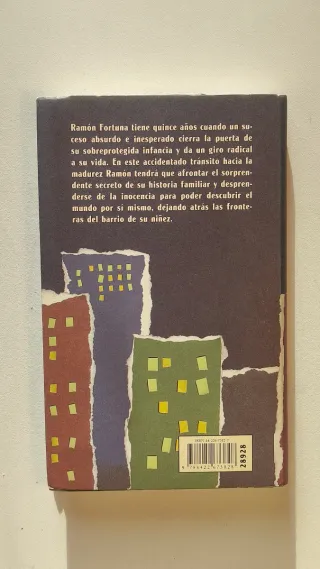 Ramón Fortuna tiene quince años cuando un su-
ceso absurdo e inesperado cierra la puerta de
su sobreprotegida infancia y da un giro radical
a su vida. En este accidentado tránsito hacia la
madurez Ramón tendrá que afrontar el sorpren-
dente secreto de su historia familiar y despren-
derse de la inocencia para poder descubrir el
mundo por sí mismo, dejando atrás las fronte-
ras del barrio de su niñez.
28928